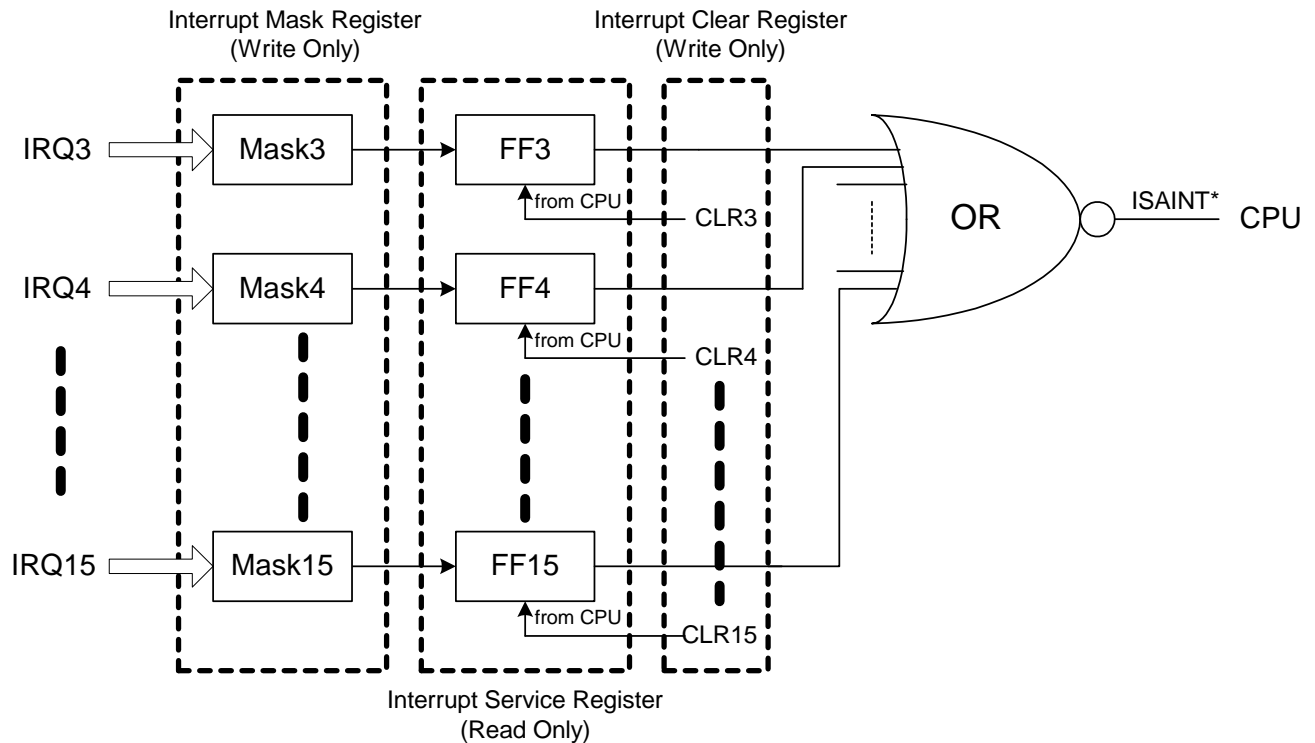 Interrupt Mask Register
(Write Only)
Interrupt Clear Register
(Write Only)
IRQ3
Mask3
FF3
from CPU
CLR3
OR
ISAINT*
CPU
IRQ4
Mask4
FF4
from CPU
CLR4
IRQ15
Mask15
FF15
from CPU
CLR15
Interrupt Service Register
(Read Only)